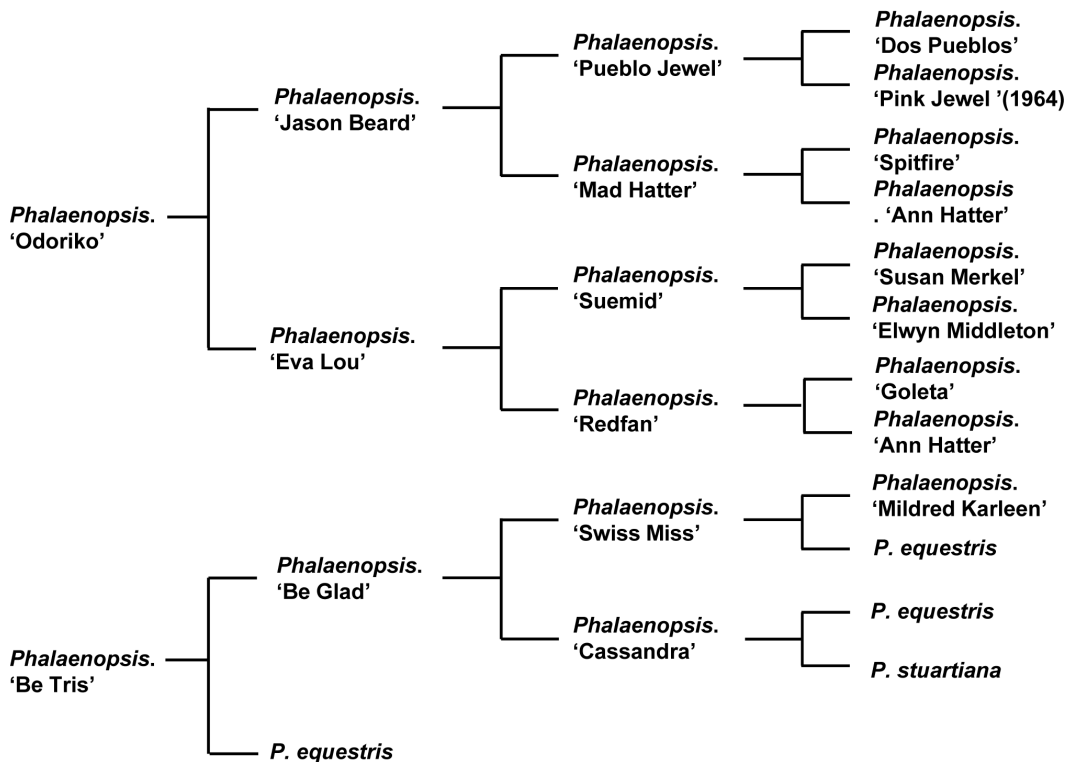 Phalaenopsis.
'Odoriko'
Phalaenopsis.
‘Jason Beard’
Phalaenopsis.
‘Pueblo Jewel’
Phalaenopsis.
‘Dos Pueblos’
Phalaenopsis.
‘Pink Jewel ’(1964)
Phalaenopsis.
‘Mad Hatter’
Phalaenopsis.
‘Spitfire’
Phalaenopsis
. ‘Ann Hatter’
Phalaenopsis.
‘Eva Lou’
Phalaenopsis.
‘Suemid’
Phalaenopsis.
‘Susan Merkel’
Phalaenopsis.
‘Elwyn Middleton’
Phalaenopsis.
‘Redfan’
Phalaenopsis.
‘Goleta’
Phalaenopsis.
‘Ann Hatter’
Phalaenopsis.
‘Be Tris’
Phalaenopsis.
‘Be Glad’
Phalaenopsis.
‘Swiss Miss’
Phalaenopsis.
‘Mildred Karleen’
P. equestris
Phalaenopsis.
‘Cassandra’
P. equestris
P. stuartiana
P. equestris